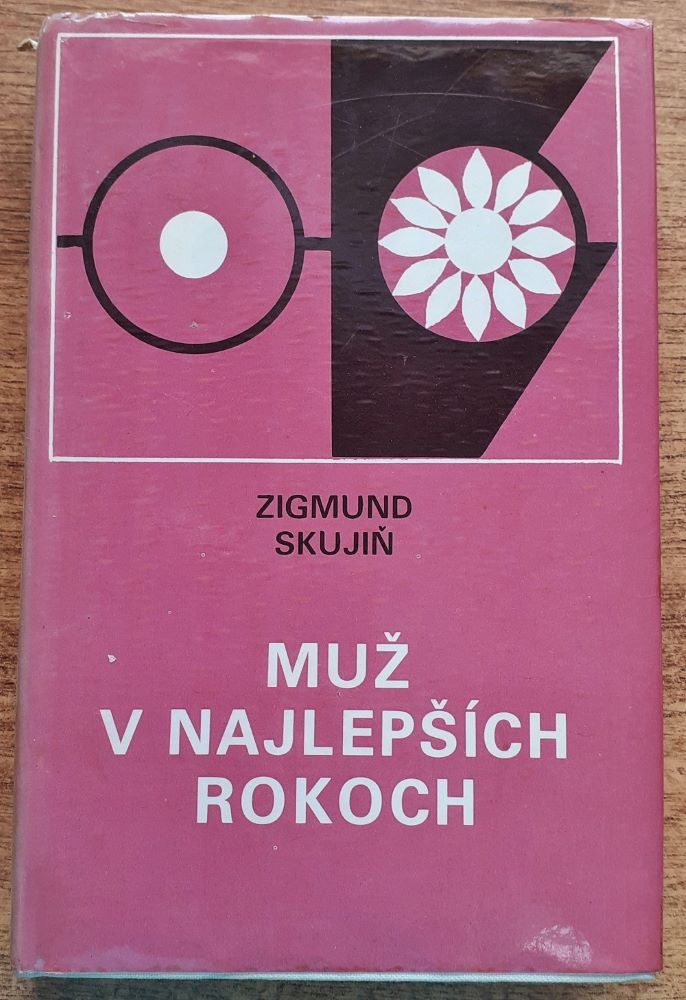 ZIGMUND
SKUJIŇ
MUŽ
V NAJLEPŠÍCH
ROKOCH